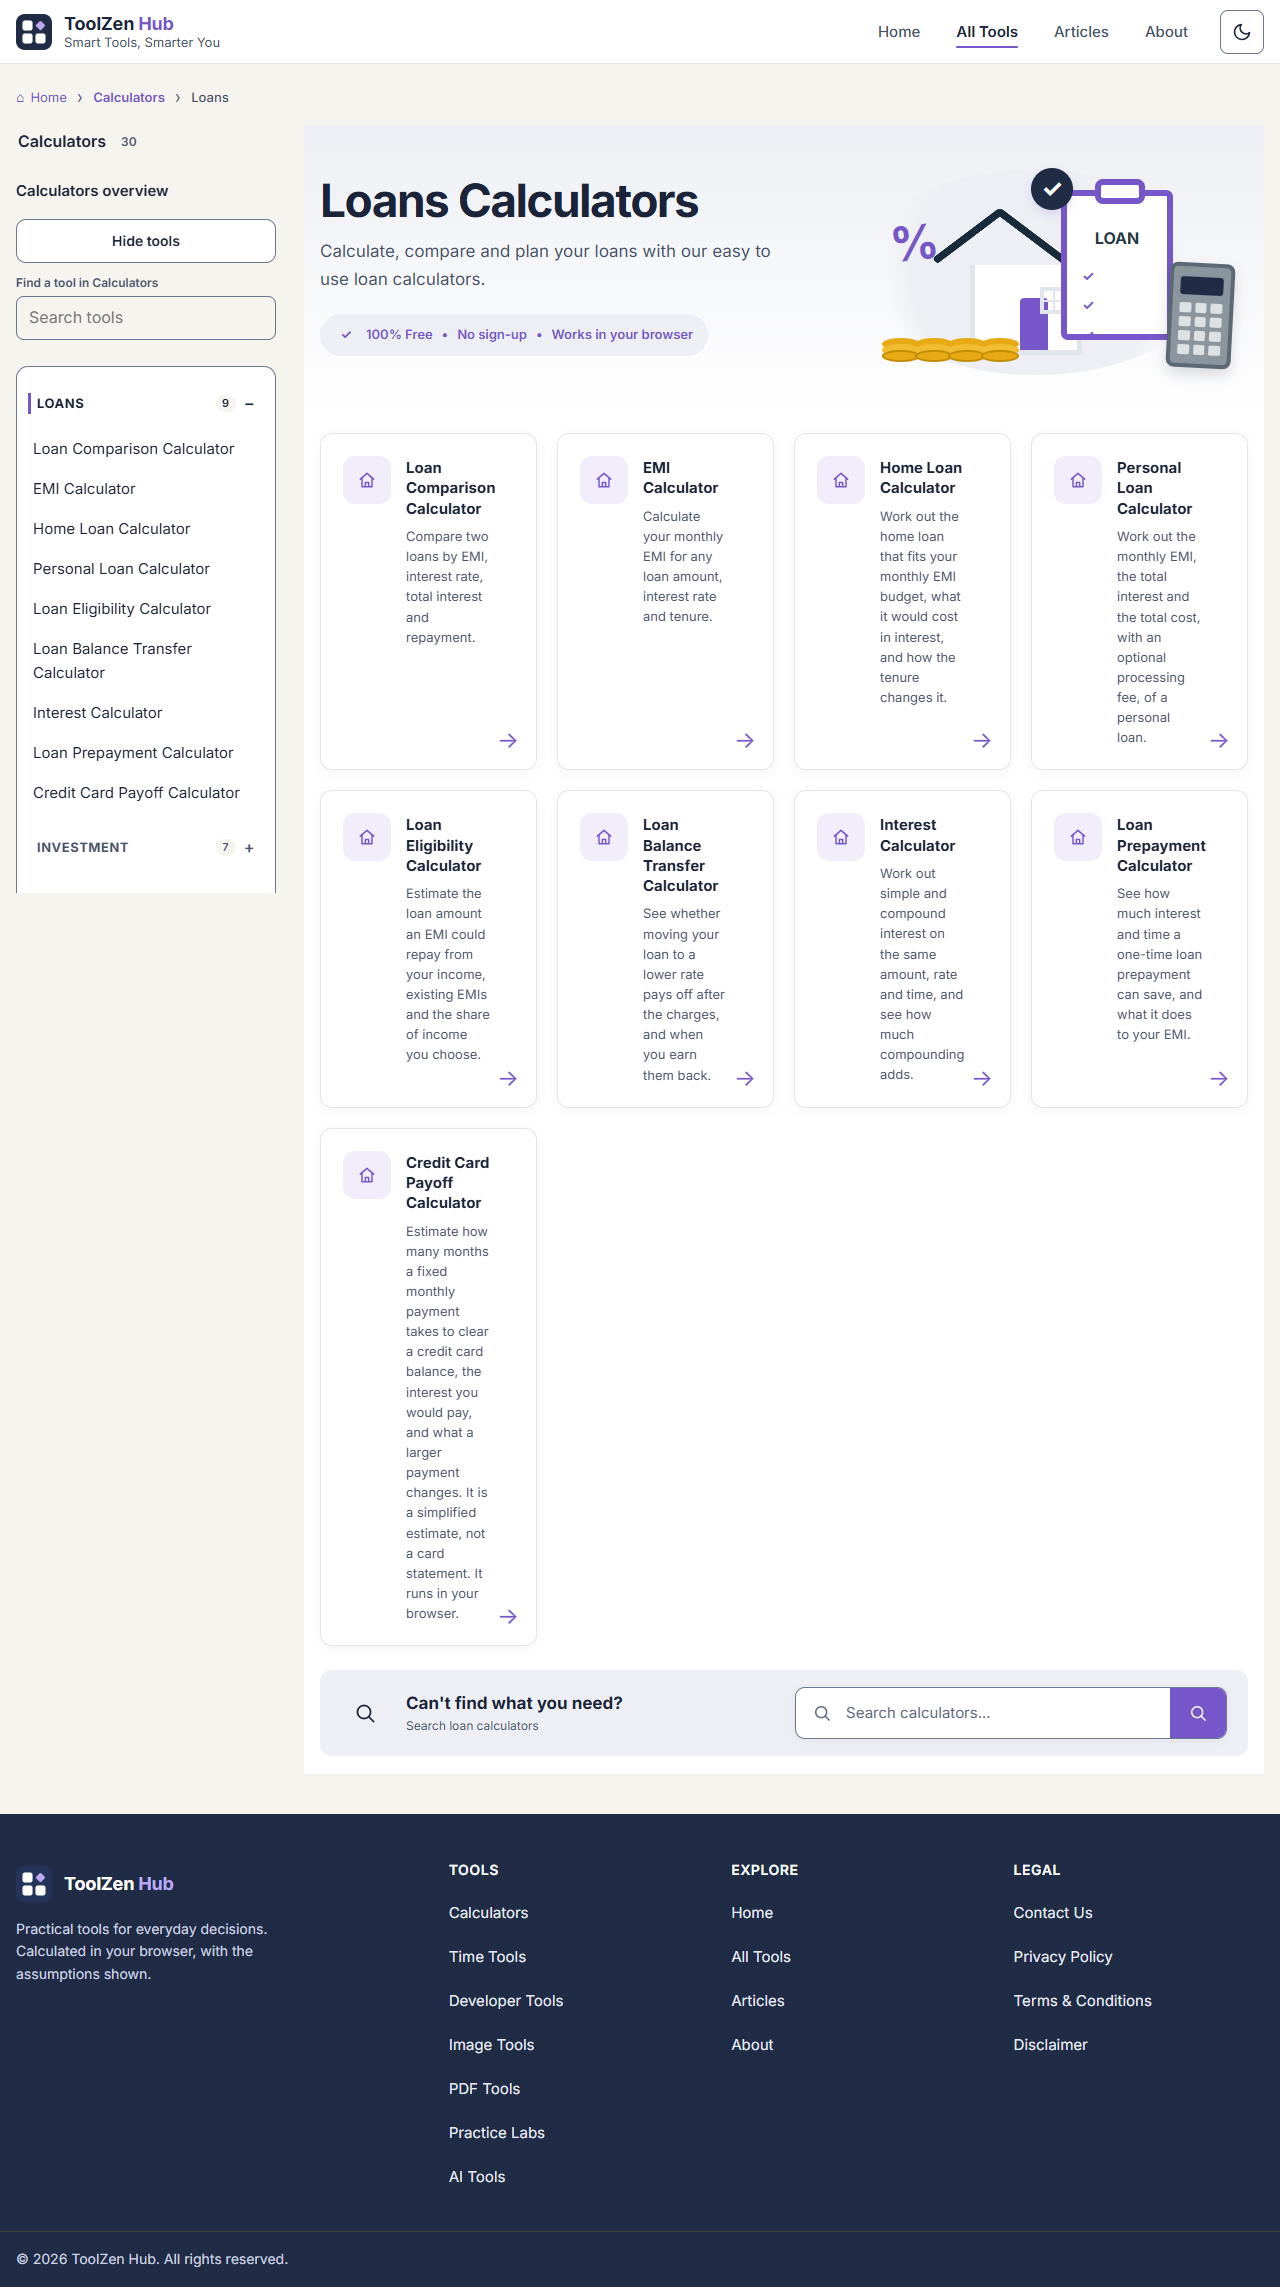 ToolZen Hub
Smart Tools, Smarter You
Home
All Tools
Articles
About
Home › Calculators › Loans
Calculators 30
Calculators overview
Hide tools
Find a tool in Calculators
Search tools
LOANS 9 −
Loan Comparison Calculator
EMI Calculator
Home Loan Calculator
Personal Loan Calculator
Loan Eligibility Calculator
Loan Balance Transfer
Calculator
Interest Calculator
Loan Prepayment Calculator
Credit Card Payoff Calculator
INVESTMENT 7 +
Loans Calculators
Calculate, compare and plan your loans with our easy to
use loan calculators.
✓ 100% Free • No sign-up • Works in your browser
%
LOAN
Loan
Comparison
Calculator
Compare two
loans by EMI,
interest rate,
total interest
and
repayment.
EMI
Calculator
Calculate
your monthly
EMI for any
loan amount,
interest rate
and tenure.
Home Loan
Calculator
Work out the
home loan
that fits your
monthly EMI
budget, what
it would cost
in interest,
and how the
tenure
changes it.
Personal
Loan
Calculator
Work out the
monthly EMI,
the total
interest and
the total cost,
with an
optional
processing
fee, of a
personal
loan.
Loan
Eligibility
Calculator
Estimate the
loan amount
an EMI could
repay from
your income,
existing EMIs
and the share
of income
you choose.
Loan
Balance
Transfer
Calculator
See whether
moving your
loan to a
lower rate
pays off after
the charges,
and when
you earn
them back.
Interest
Calculator
Work out
simple and
compound
interest on
the same
amount, rate
and time, and
see how
much
compounding
adds.
Loan
Prepayment
Calculator
See how
much interest
and time a
one-time loan
prepayment
can save, and
what it does
to your EMI.
Credit Card
Payoff
Calculator
Estimate how
many months
a fixed
monthly
payment
takes to clear
a credit card
balance, the
interest you
would pay,
and what a
larger
payment
changes. It is
a simplified
estimate, not
a card
statement. It
runs in your
browser.
Can't find what you need?
Search loan calculators
Search calculators...
ToolZen Hub
Practical tools for everyday decisions.
Calculated in your browser, with the
assumptions shown.
TOOLS
Calculators
Time Tools
Developer Tools
Image Tools
PDF Tools
Practice Labs
AI Tools
EXPLORE
Home
All Tools
Articles
About
LEGAL
Contact Us
Privacy Policy
Terms & Conditions
Disclaimer
© 2026 ToolZen Hub. All rights reserved.